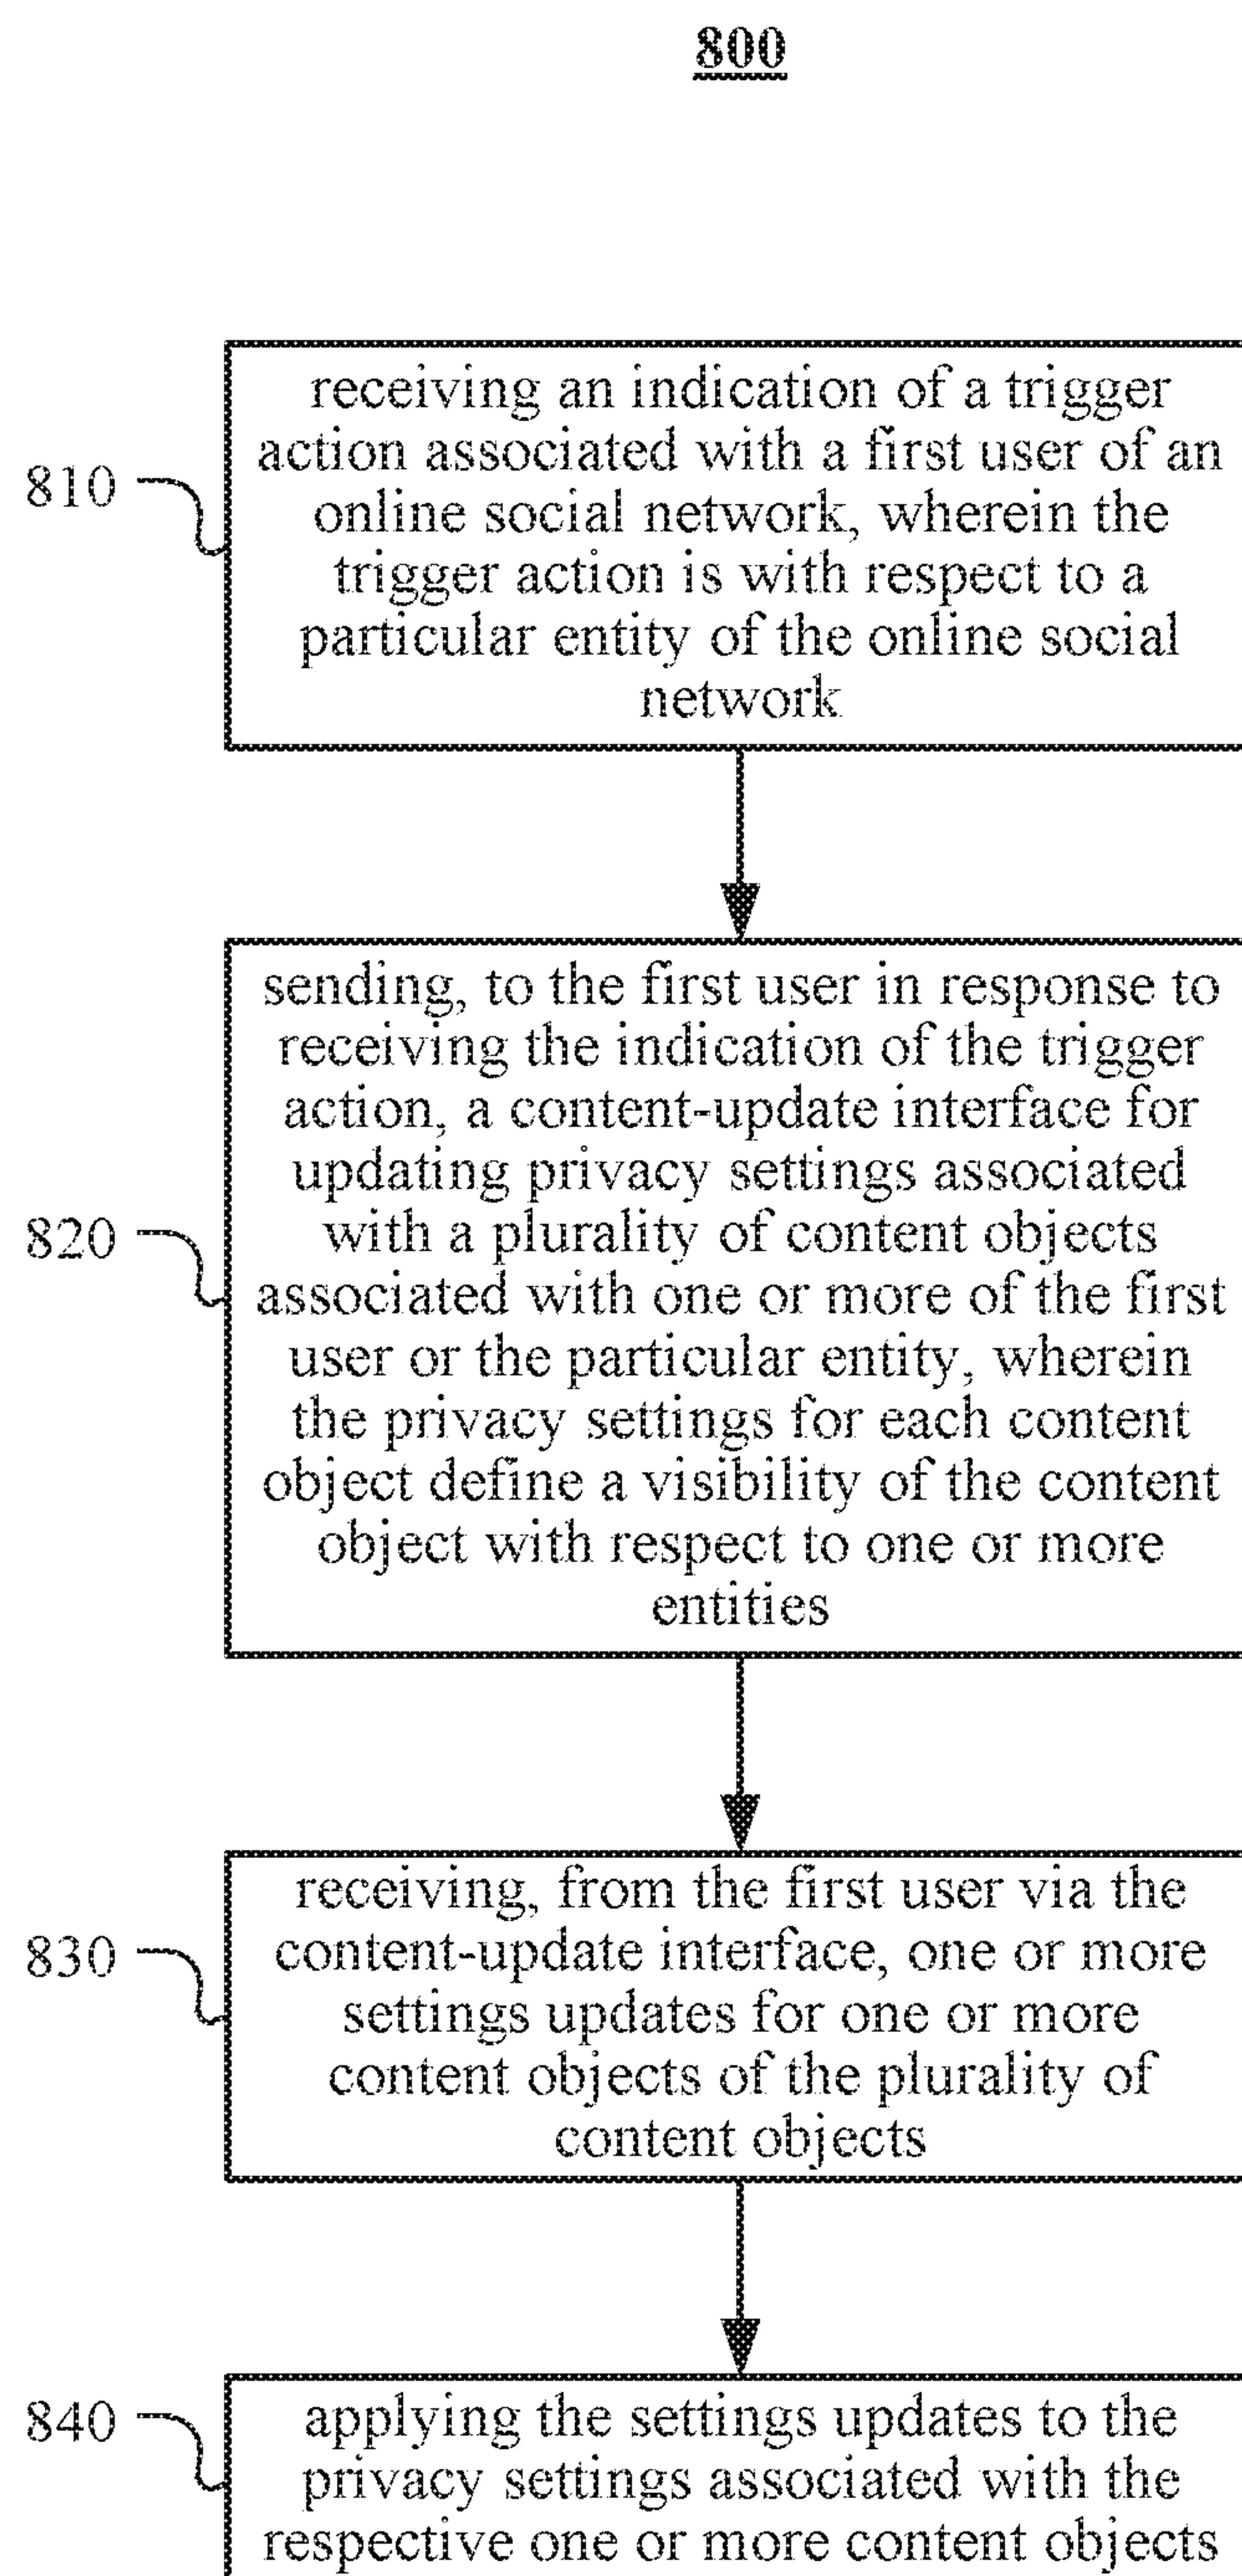 800
810
receiving an indication of a trigger
action associated with a first user of an
online social network, wherein the
trigger action is with respect to a
particular entity of the online social
network
820
sending, to the first user in response to
receiving the indication of the trigger
action, a content-update interface for
updating privacy settings associated
with a plurality of content objects
associated with one or more of the first
user or the particular entity, wherein
the privacy settings for each content
object define a visibility of the content
object with respect to one or more
entities
830
receiving, from the first user via the
content-update interface, one or more
settings updates for one or more
content objects of the plurality of
content objects
840
applying the settings updates to the
privacy settings associated with the
respective one or more content objects